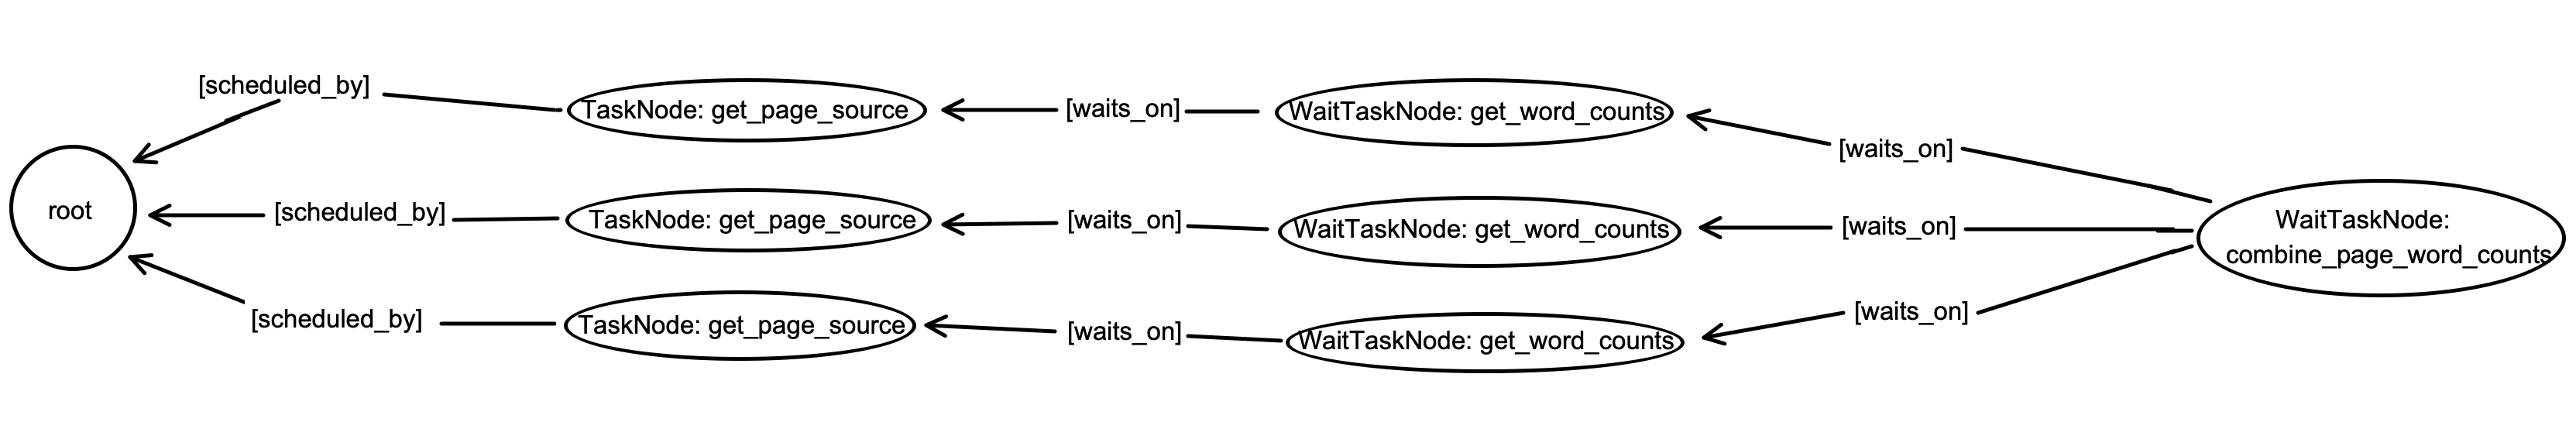 [scheduled_by]
TaskNode: get_page_source
[waits_on]
WaitTaskNode: get_word_counts
[waits_on]
root
[scheduled_by]
TaskNode: get_page_source
[waits_on]
WaitTaskNode: get_word_counts
[waits_on]
WaitTaskNode:
combine_page_word_counts
[scheduled_by]
TaskNode: get_page_source
[waits_on]
WaitTaskNode: get_word_counts
[waits_on]